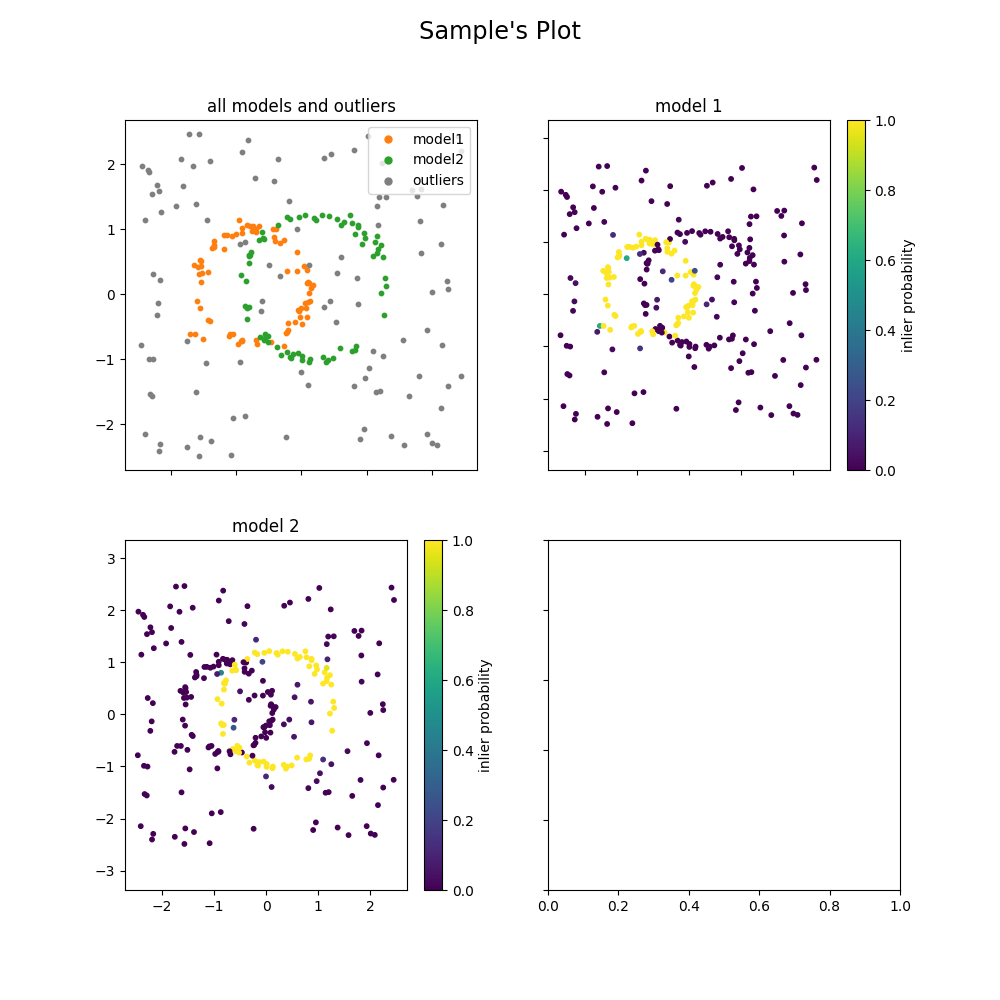 Sample's Plot
all models and outliers
model1
model2
outliers
2
1
0
−1
−2
model 1
1.0
0.8
0.6
0.4
0.2
0.0
inlier probability
model 2
3
2
1
0
−1
−2
−3
−2 −1 0 1 2
1.0
0.8
0.6
0.4
0.2
0.0
inlier probability
0.0 0.2 0.4 0.6 0.8 1.0